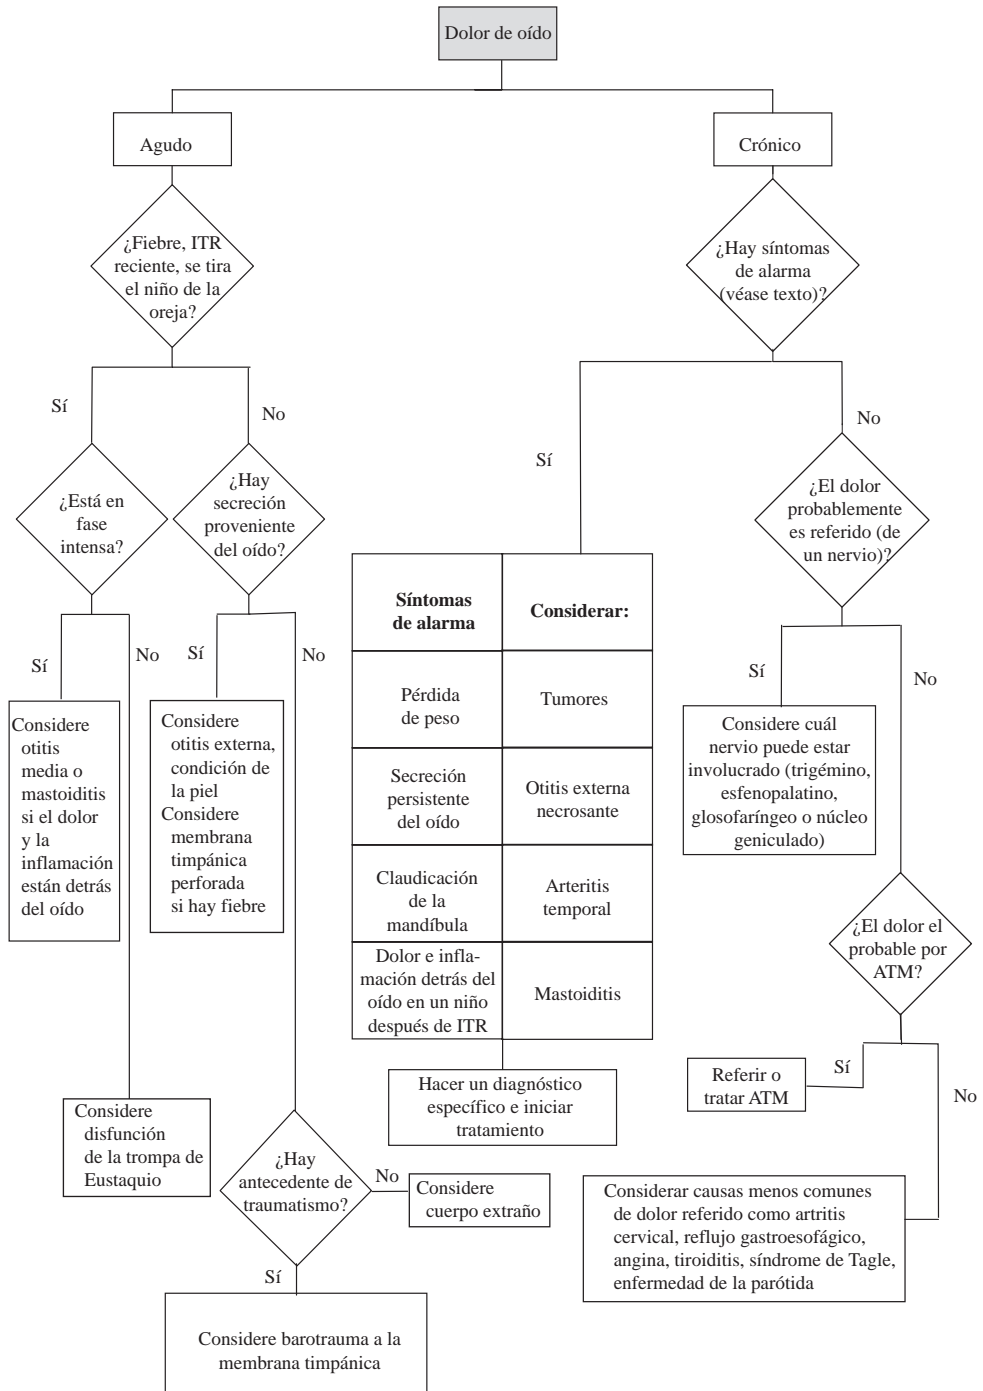 Dolor de oído
Agudo
Crónico
¿Fiebre, ITR
reciente, se tira
el niño de la
oreja?
¿Hay síntomas
de alarma
(véase texto)?
Sí
No
Sí
No
¿Está en
fase
intensa?
¿Hay
secreción
proveniente
del oído?
¿El dolor
probablemente
es referido (de
un nervio)?
Síntomas
de alarma
Considerar:
Pérdida
de peso
Tumores
Secreción
persistente
del oído
Otitis externa
necrosante
Claudicación
de la
mandíbula
Arteritis
temporal
Dolor e infla-
mación detrás del
oído en un niño
después de ITR
Mastoiditis
Hacer un diagnóstico
específico e iniciar
tratamiento
Sí
No
Sí
No
Sí
No
Considere
otitis
media o
mastoiditis
si el dolor
y la
inflamación
están detrás
del oído
Considere
otitis externa,
condición de
la piel
Considere
membrana
timpánica
perforada
si hay fiebre
Considere cuál
nervio puede estar
involucrado (trigémino,
esfenopalatino,
glosofaríngeo o núcleo
geniculado)
¿El dolor el
probable por
ATM?
Sí
No
Referir o
tratar ATM
Considere
disfunción
de la trompa de
Eustaquio
¿Hay
antecedente de
traumatismo?
No
Considere
cuerpo extraño
Considerar causas menos comunes
de dolor referido como artritis
cervical, reflujo gastroesofágico,
angina, tiroiditis, síndrome de Tagle,
enfermedad de la parótida
Sí
Considere barotrauma a la
membrana timpánica